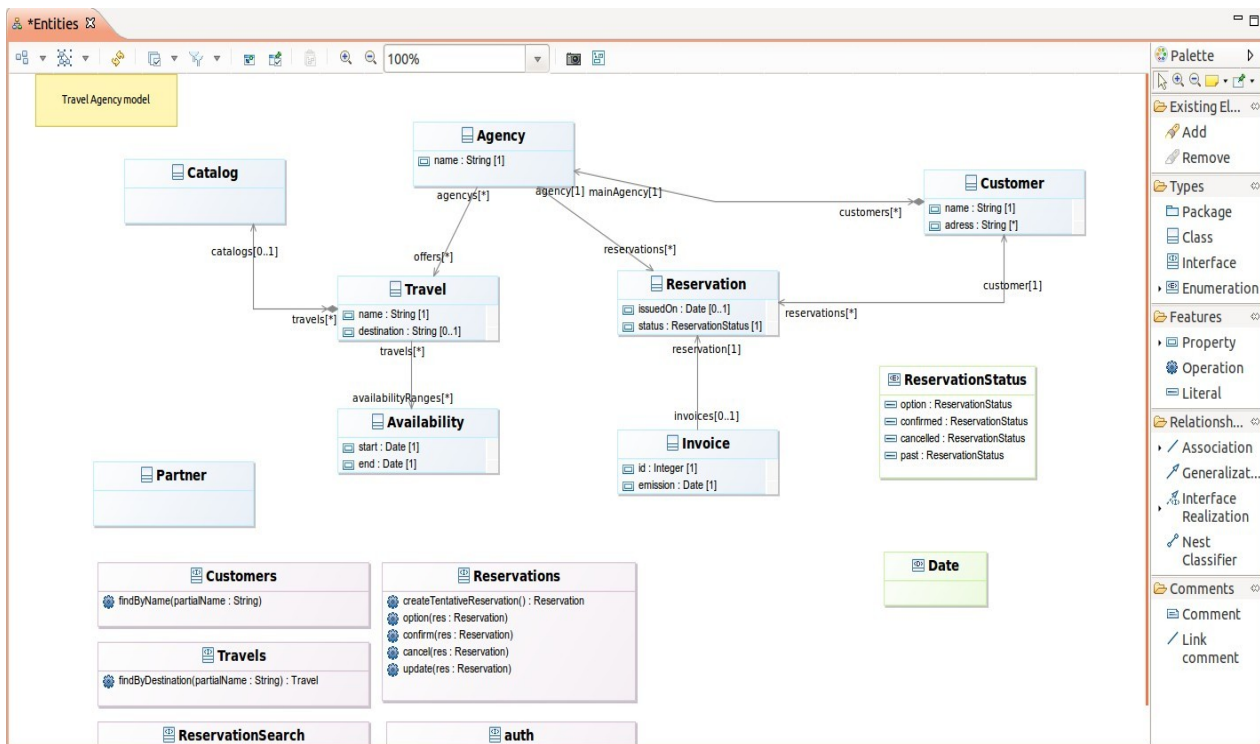 *Entities
100%
Travel Agency model
Agency
name : String [1]
Catalog
Customer
name : String [1]
adress : String [*]
agencys[*]
agency[1]
mainAgency[1]
customers[*]
catalogs[0..1]
offers[*]
reservations[*]
Travel
name : String [1]
destination : String [0..1]
travels[*]
travels[*]
Reservation
issuedOn : Date [0..1]
status : ReservationStatus [1]
customer[1]
reservations[*]
reservation[1]
availabilityRanges[*]
Availability
start : Date [1]
end : Date [1]
invoices[0..1]
Invoice
id : Integer [1]
emission : Date [1]
ReservationStatus
option : ReservationStatus
confirmed : ReservationStatus
cancelled : ReservationStatus
past : ReservationStatus
Partner
Date
Customers
findByName(partialName : String)
Reservations
createTentativeReservation() : Reservation
option(res : Reservation)
confirm(res : Reservation)
cancel(res : Reservation)
update(res : Reservation)
Travels
findByDestination(partialName : String) : Travel
ReservationSearch
auth
Palette
Existing El...
Add
Remove
Types
Package
Class
Interface
Enumeration
Features
Property
Operation
Literal
Relationsh...
Association
Generalizat...
Interface
Realization
Nest
Classifier
Comments
Comment
Link
comment